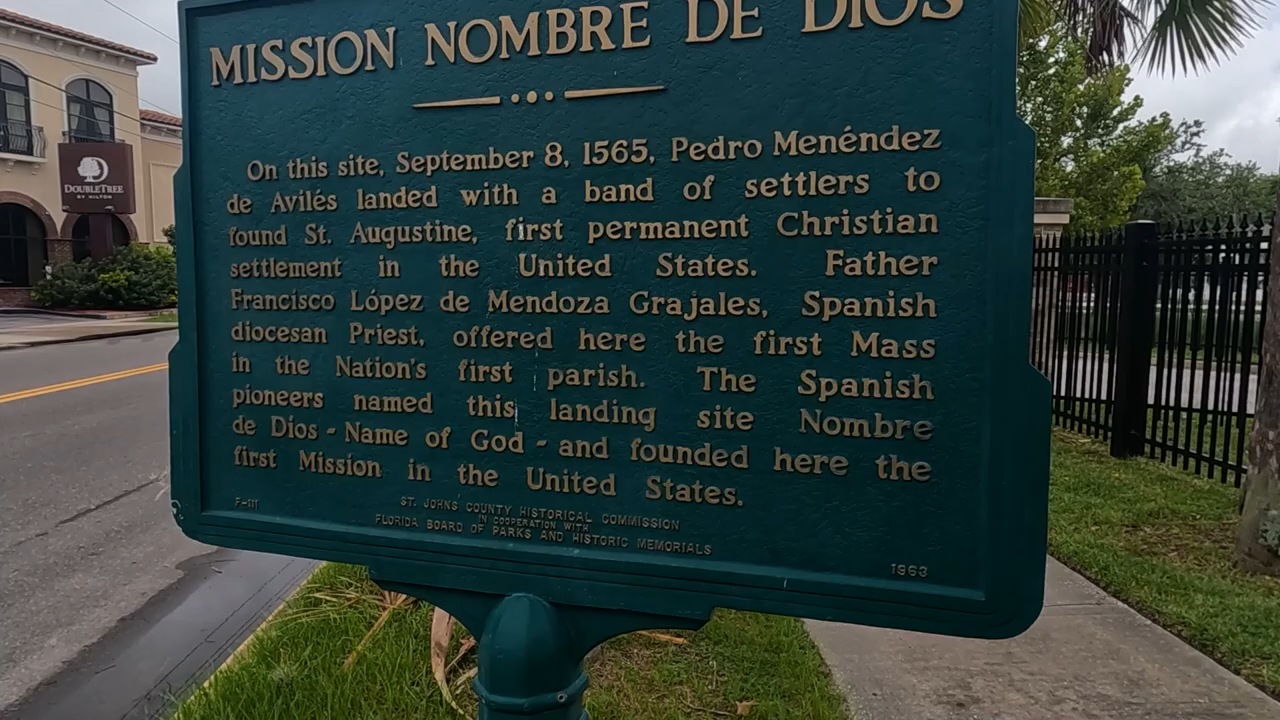 MISSION NOMBRE DE DIOS
On this site, September 8, 1565, Pedro Menéndez
de Avilés landed with a band of settlers to
found St. Augustine, first permanent Christian
settlement in the United States. Father
Francisco López de Mendoza Grajales, Spanish
diocesan Priest, offered here the first Mass
in the Nation's first parish. The Spanish
pioneers named this landing site Nombre
de Dios - Name of God - and founded here the
first Mission in the United States.
F-111
ST. JOHNS COUNTY HISTORICAL COMMISSION
IN COOPERATION WITH
FLORIDA BOARD OF PARKS AND HISTORIC MEMORIALS
1963
DOUBLETREE
BY HILTON